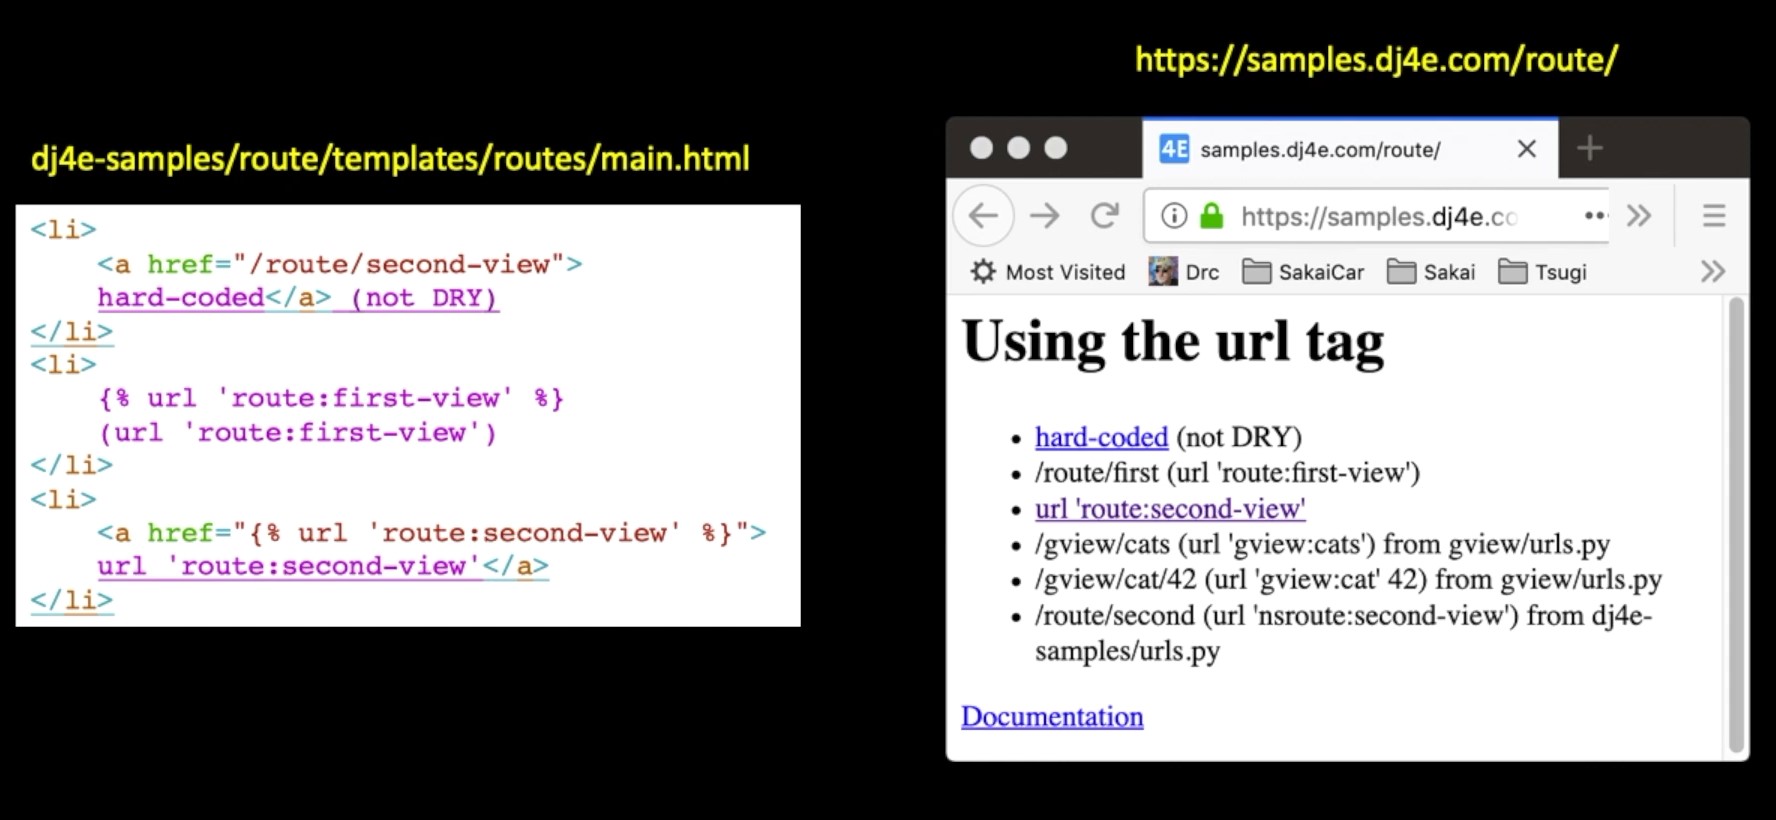 https://samples.dj4e.com/route/
dj4e-samples/route/templates/routes/main.html
<li>
<a href="/route/second-view">
hard-coded</a> (not DRY)
</li>
<li>
{% url 'route:first-view' %}
(url 'route:first-view')
</li>
<li>
<a href="{% url 'route:second-view' %}">
url 'route:second-view'</a>
</li>
4E samples.dj4e.com/route/
https://samples.dj4e.co
Most Visited Drc SakaiCar Sakai Tsugi
Using the url tag
• hard-coded (not DRY)
• /route/first (url 'route:first-view')
• url 'route:second-view'
• /gview/cats (url 'gview:cats') from gview/urls.py
• /gview/cat/42 (url 'gview:cat' 42) from gview/urls.py
• /route/second (url 'nsroute:second-view') from dj4e-
samples/urls.py
Documentation